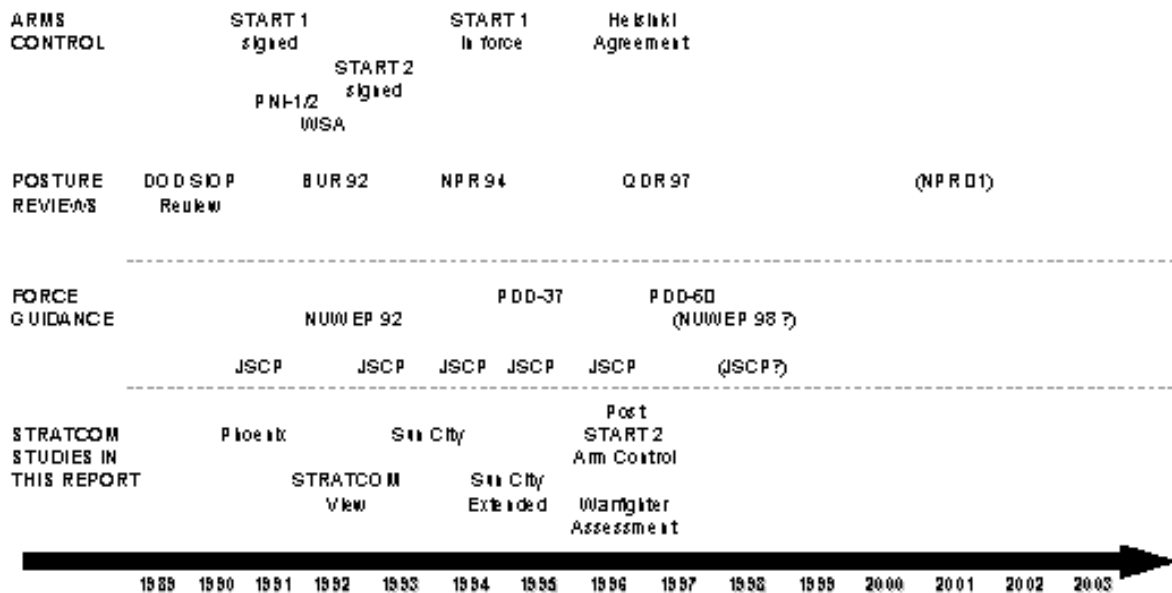 ARMS CONTROL
START 1 signed
START 1 In force
Helsinki Agreement
START 2 signed
PNI-1/2
WSA
POSTURE REVIEWS
DOD SIOP Review
BUR 92
NPR 94
QDR 97
(NPR 01)
FORCE GUIDANCE
PDD-37
PDD-60
NUWEP 92
(NUWEP 98?)
JSCP JSCP JSCP JSCP JSCP (JSCP?)
STRATCOM STUDIES IN THIS REPORT
Phoenix
Sun City
Post START 2 Arm Control
STRATCOM View
Sun City Extended
Warfighter Assessment
1989 1990 1991 1992 1993 1994 1995 1996 1997 1998 1999 2000 2001 2002 2003